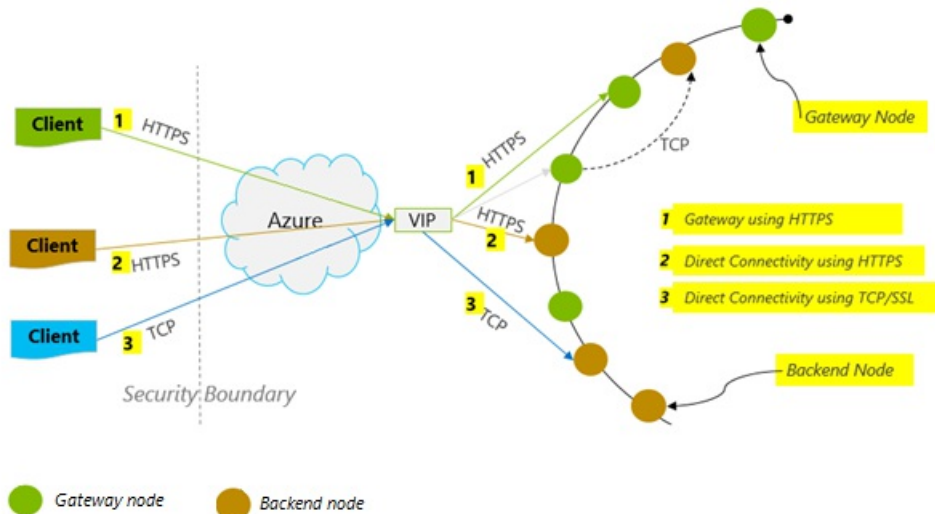 Client
1
HTTPS
Client
2
HTTPS
Client
3
TCP
Security Boundary
Azure
VIP
1
HTTPS
HTTPS
2
3
TCP
TCP
Gateway Node
1 Gateway using HTTPS
2 Direct Connectivity using HTTPS
3 Direct Connectivity using TCP/SSL
Backend Node
Gateway node
Backend node